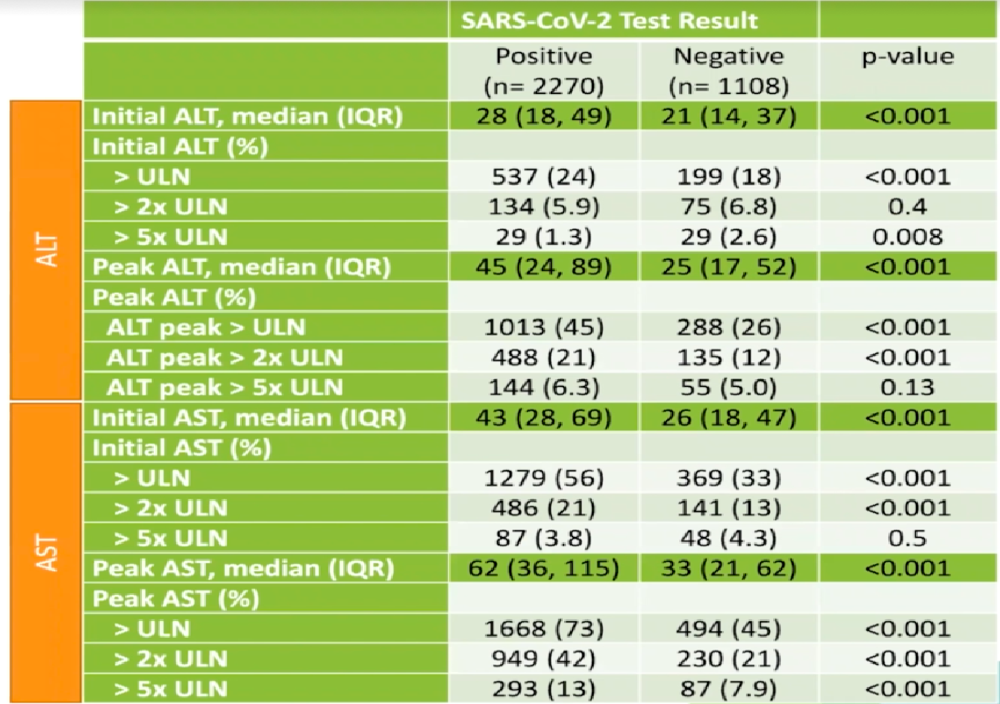 SARS-CoV-2 Test Result
Positive (n= 2270) Negative (n= 1108) p-value
ALT
Initial ALT, median (IQR) 28 (18, 49) 21 (14, 37) <0.001
Initial ALT (%)
> ULN 537 (24) 199 (18) <0.001
> 2x ULN 134 (5.9) 75 (6.8) 0.4
> 5x ULN 29 (1.3) 29 (2.6) 0.008
Peak ALT, median (IQR) 45 (24, 89) 25 (17, 52) <0.001
Peak ALT (%)
ALT peak > ULN 1013 (45) 288 (26) <0.001
ALT peak > 2x ULN 488 (21) 135 (12) <0.001
ALT peak > 5x ULN 144 (6.3) 55 (5.0) 0.13
AST
Initial AST, median (IQR) 43 (28, 69) 26 (18, 47) <0.001
Initial AST (%)
> ULN 1279 (56) 369 (33) <0.001
> 2x ULN 486 (21) 141 (13) <0.001
> 5x ULN 87 (3.8) 48 (4.3) 0.5
Peak AST, median (IQR) 62 (36, 115) 33 (21, 62) <0.001
Peak AST (%)
> ULN 1668 (73) 494 (45) <0.001
> 2x ULN 949 (42) 230 (21) <0.001
> 5x ULN 293 (13) 87 (7.9) <0.001